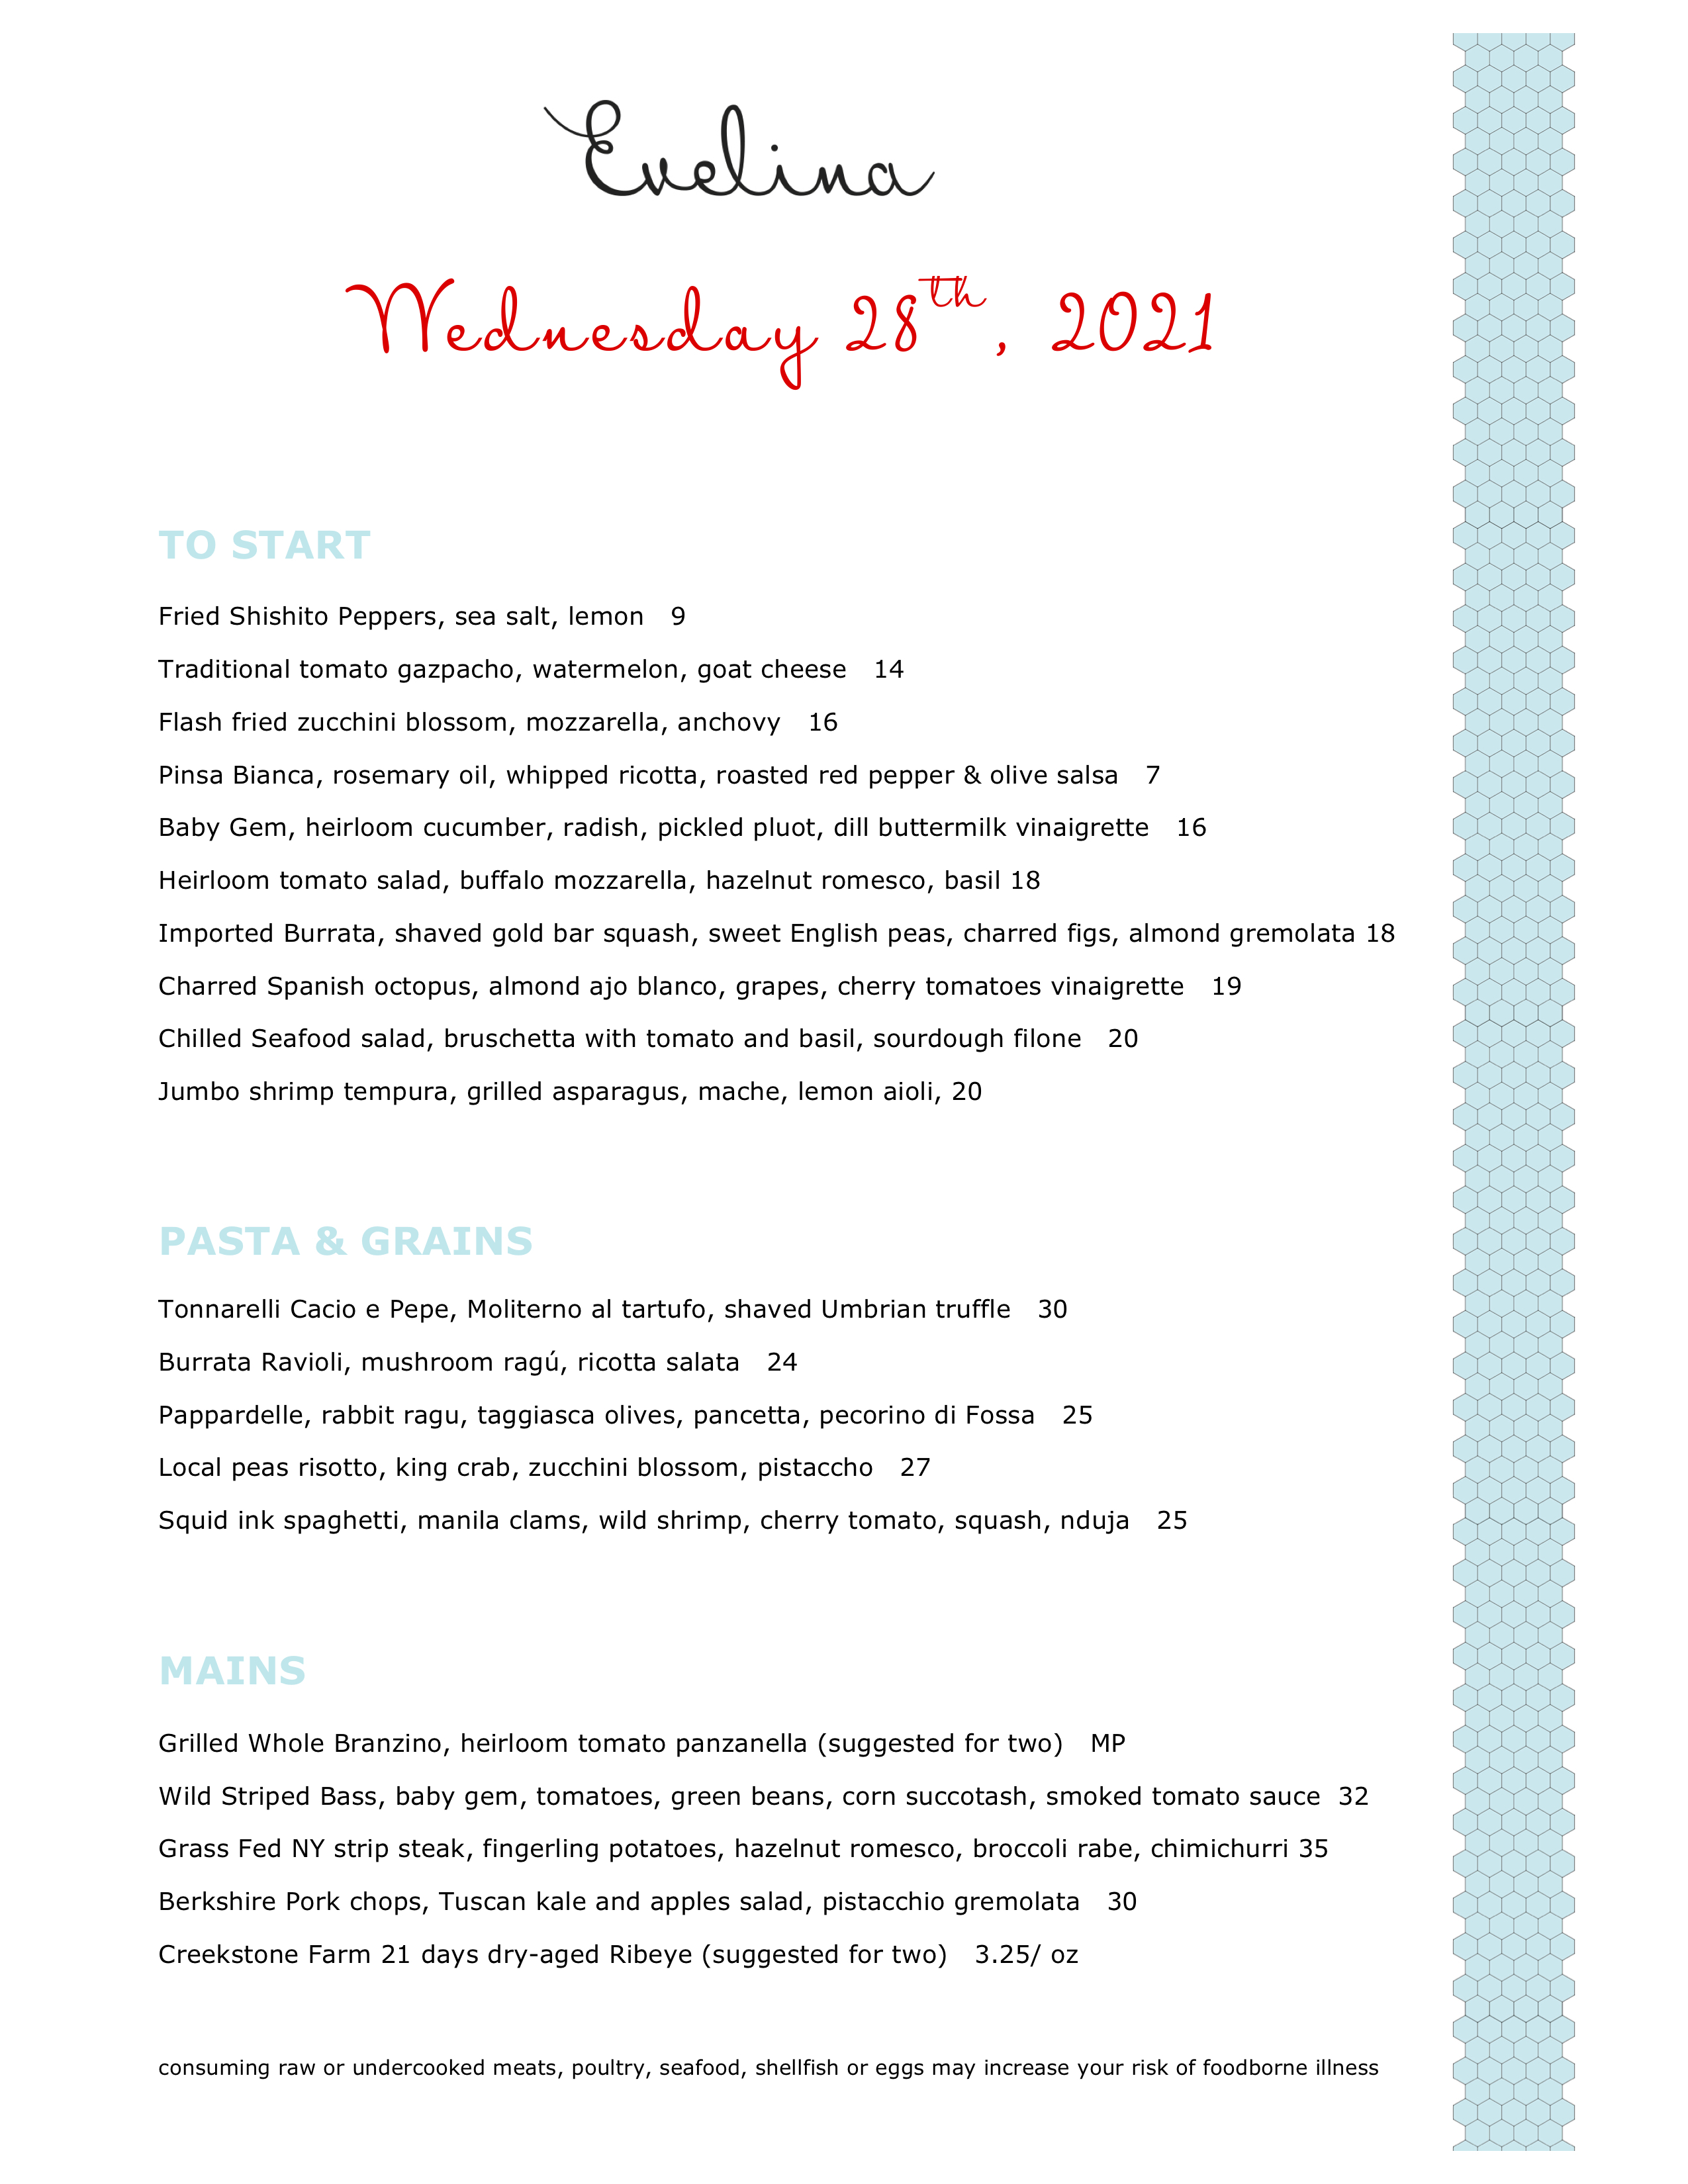 Evelina
Wednesday 28th, 2021
TO START
Fried Shishito Peppers, sea salt, lemon 9
Traditional tomato gazpacho, watermelon, goat cheese 14
Flash fried zucchini blossom, mozzarella, anchovy 16
Pinsa Bianca, rosemary oil, whipped ricotta, roasted red pepper & olive salsa 7
Baby Gem, heirloom cucumber, radish, pickled pluot, dill buttermilk vinaigrette 16
Heirloom tomato salad, buffalo mozzarella, hazelnut romesco, basil 18
Imported Burrata, shaved gold bar squash, sweet English peas, charred figs, almond gremolata 18
Charred Spanish octopus, almond ajo blanco, grapes, cherry tomatoes vinaigrette 19
Chilled Seafood salad, bruschetta with tomato and basil, sourdough filone 20
Jumbo shrimp tempura, grilled asparagus, mache, lemon aioli, 20
PASTA & GRAINS
Tonnarelli Cacio e Pepe, Moliterno al tartufo, shaved Umbrian truffle 30
Burrata Ravioli, mushroom ragú, ricotta salata 24
Pappardelle, rabbit ragu, taggiasca olives, pancetta, pecorino di Fossa 25
Local peas risotto, king crab, zucchini blossom, pistaccho 27
Squid ink spaghetti, manila clams, wild shrimp, cherry tomato, squash, nduja 25
MAINS
Grilled Whole Branzino, heirloom tomato panzanella (suggested for two) MP
Wild Striped Bass, baby gem, tomatoes, green beans, corn succotash, smoked tomato sauce 32
Grass Fed NY strip steak, fingerling potatoes, hazelnut romesco, broccoli rabe, chimichurri 35
Berkshire Pork chops, Tuscan kale and apples salad, pistacchio gremolata 30
Creekstone Farm 21 days dry-aged Ribeye (suggested for two) 3.25/ oz
consuming raw or undercooked meats, poultry, seafood, shellfish or eggs may increase your risk of foodborne illness